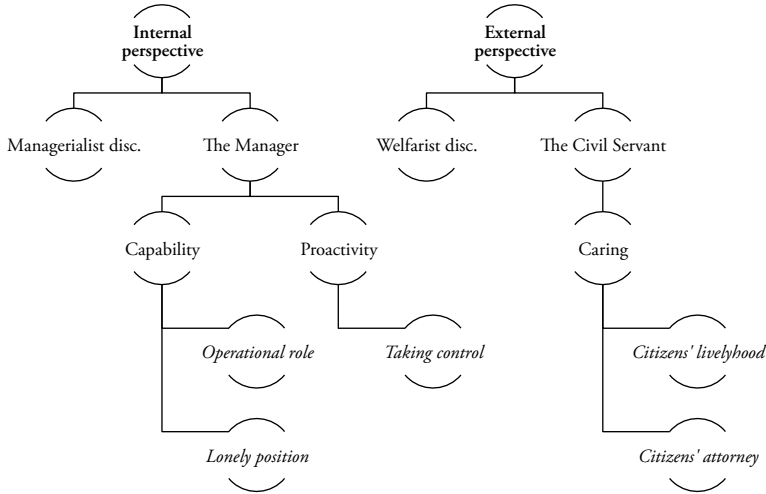 Internal
perspective
External
perspective
Managerialist disc.
The Manager
Welfarist disc.
The Civil Servant
Capability
Proactivity
Caring
Operational role
Taking control
Citizens' livelyhood
Lonely position
Citizens' attorney